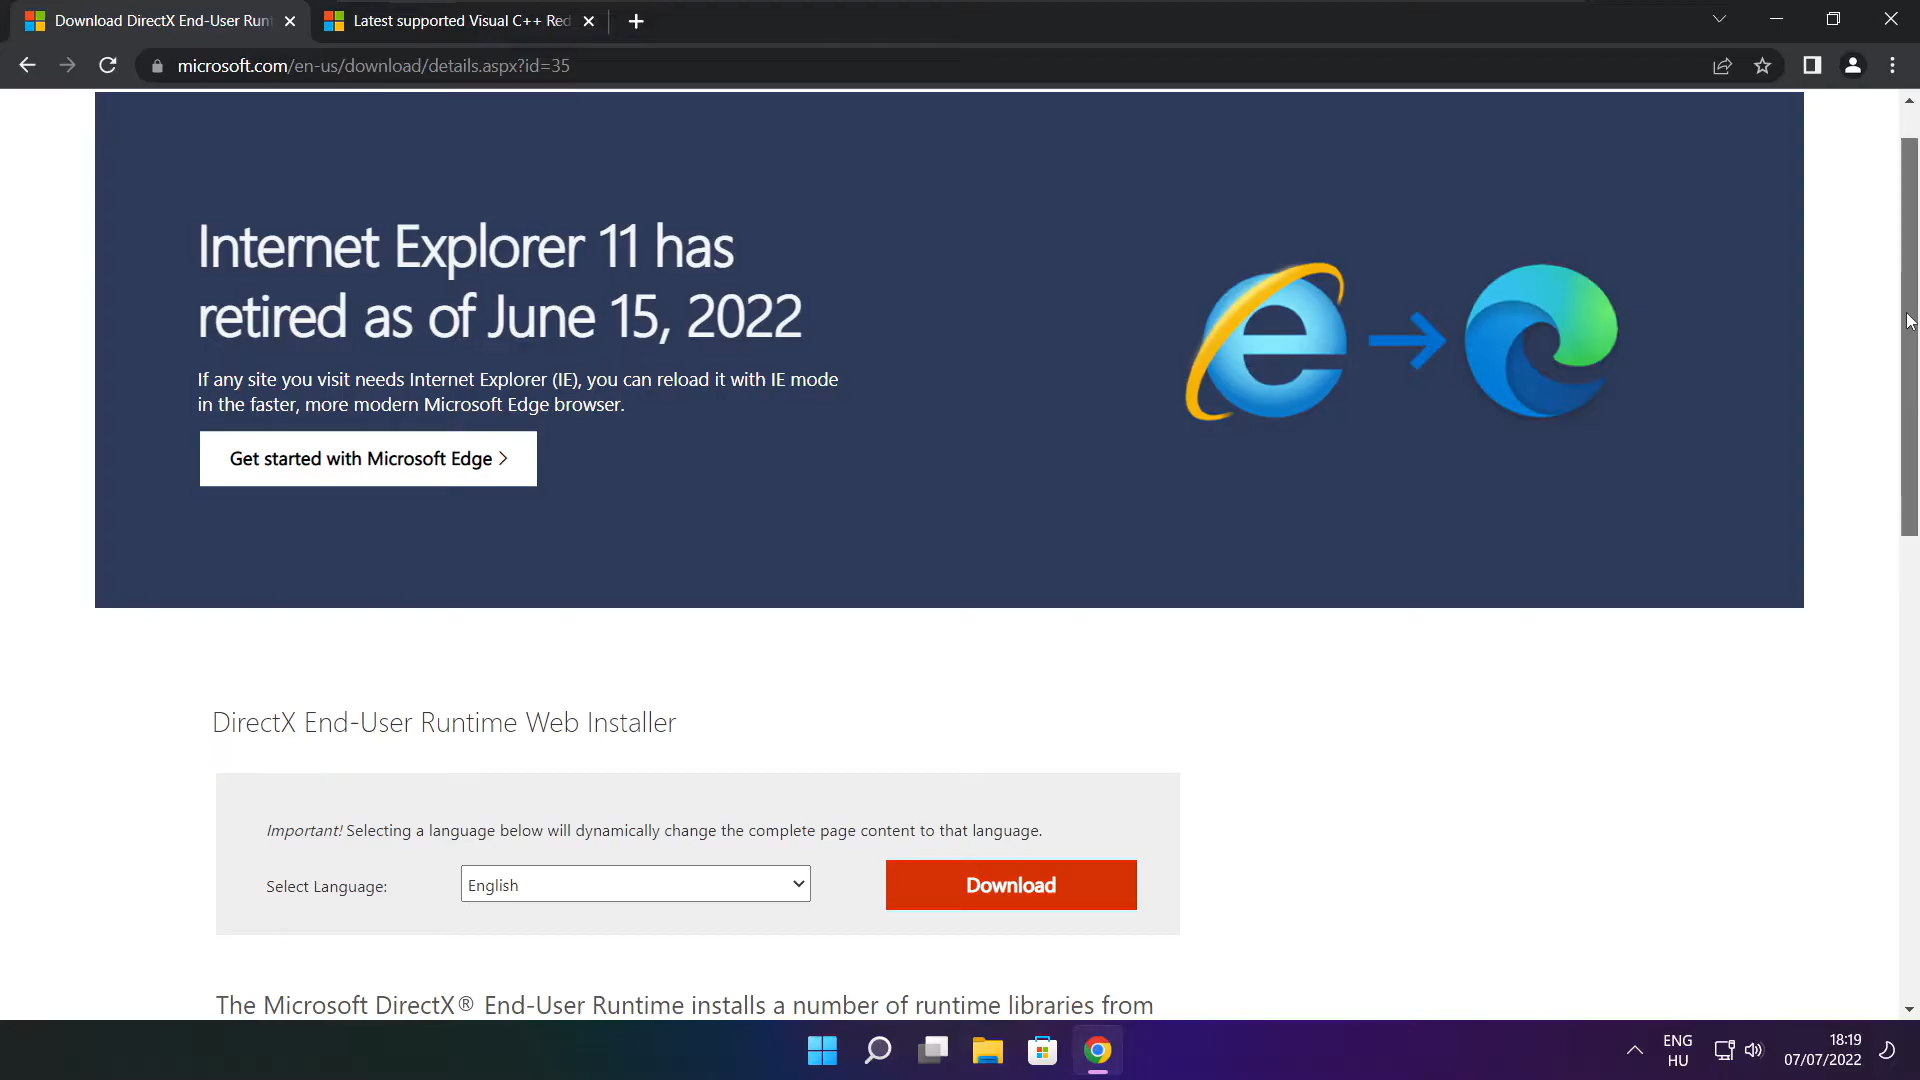 Download DirectX End-User Run
Latest supported Visual C++ Red
microsoft.com/en-us/download/details.aspx?id=35
Internet Explorer 11 has
retired as of June 15, 2022
If any site you visit needs Internet Explorer (IE), you can reload it with IE mode
in the faster, more modern Microsoft Edge browser.
Get started with Microsoft Edge >
DirectX End-User Runtime Web Installer
Important! Selecting a language below will dynamically change the complete page content to that language.
Select Language:
English
Download
The Microsoft DirectX® End-User Runtime installs a number of runtime libraries from
ENG
HU
18:19
07/07/2022